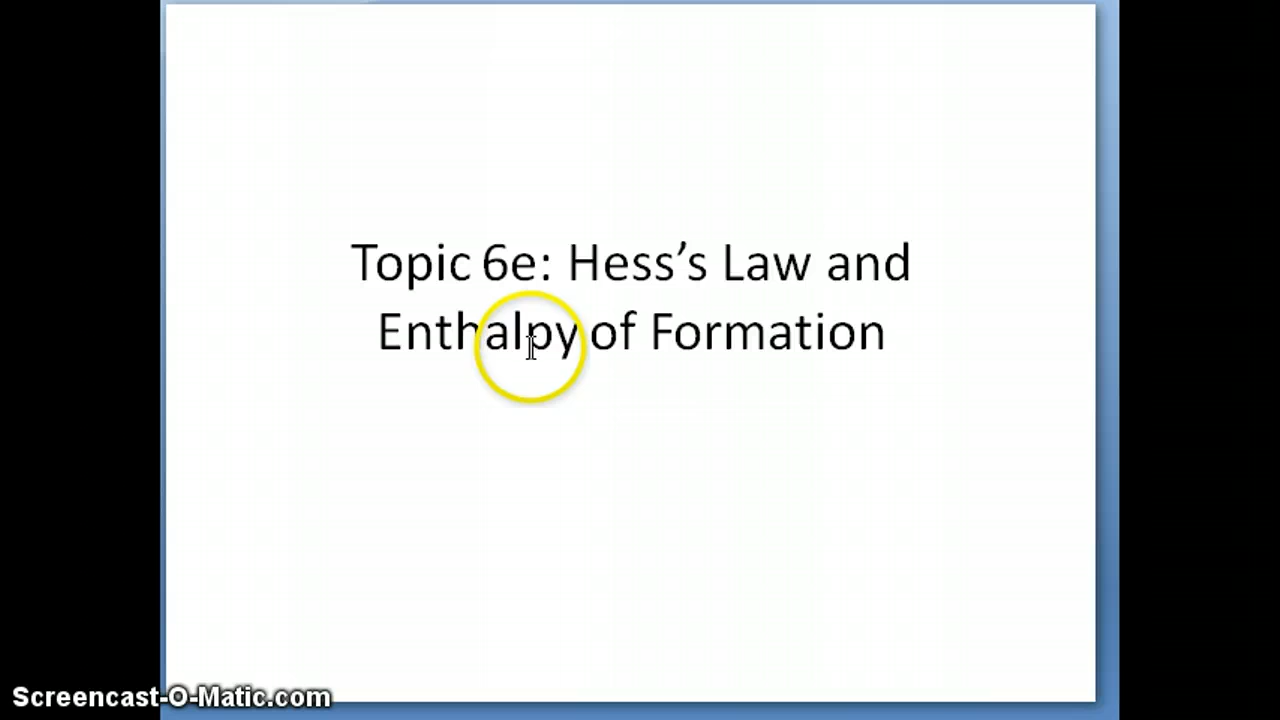 Topic 6e: Hess’s Law and
Enthalpy of Formation
Screencast-O-Matic.com